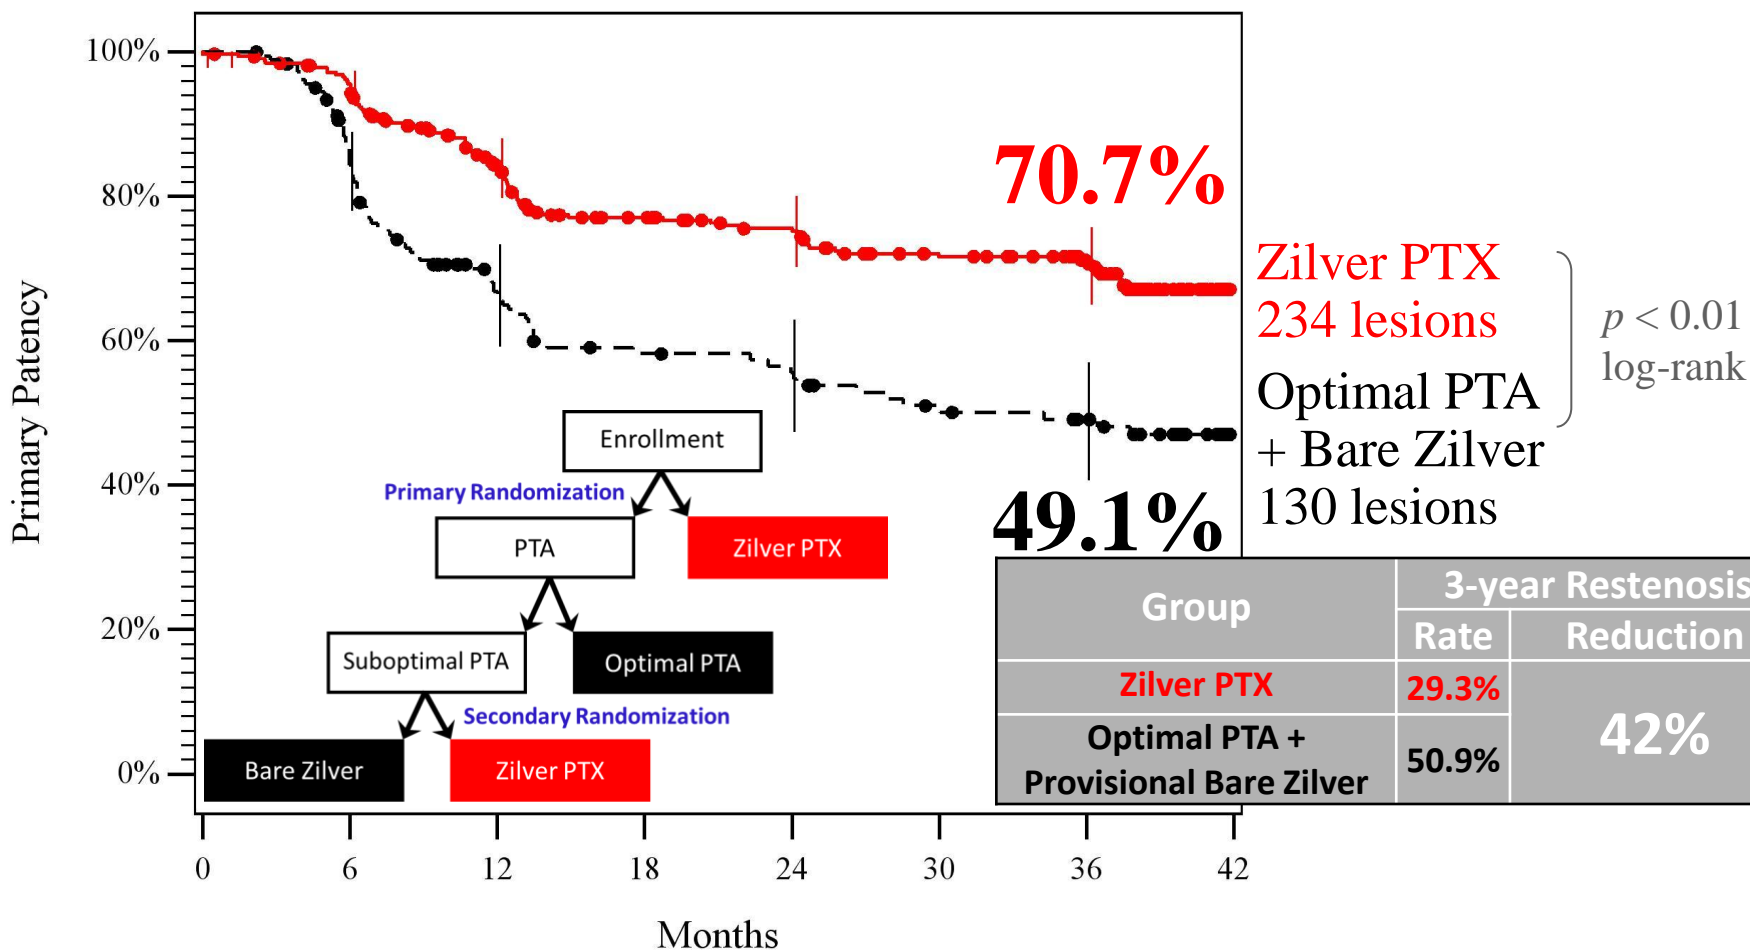 100%
80%
60%
40%
20%
0%
Primary Patency
0 6 12 18 24 30 36 42
Months
70.7%
49.1%
Zilver PTX
234 lesions
Optimal PTA
+ Bare Zilver
130 lesions
p < 0.01
log-rank
Enrollment
Primary Randomization
PTA
Zilver PTX
Suboptimal PTA
Optimal PTA
Secondary Randomization
Bare Zilver
Zilver PTX
Group
3-year Restenosis
Rate
Reduction
Zilver PTX
29.3%
Optimal PTA +
Provisional Bare Zilver
50.9%
42%